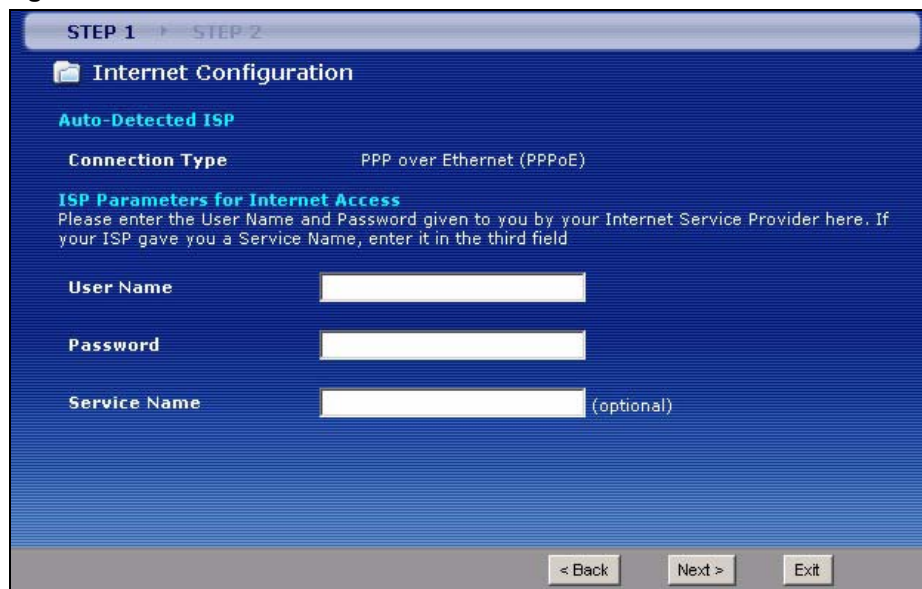 STEP 1 STEP 2
Internet Configuration
Auto-Detected ISP
Connection Type PPP over Ethernet (PPPoE)
ISP Parameters for Internet Access
Please enter the User Name and Password given to you by your Internet Service Provider here. If
your ISP gave you a Service Name, enter it in the third field
User Name
Password
Service Name (optional)
< Back Next > Exit